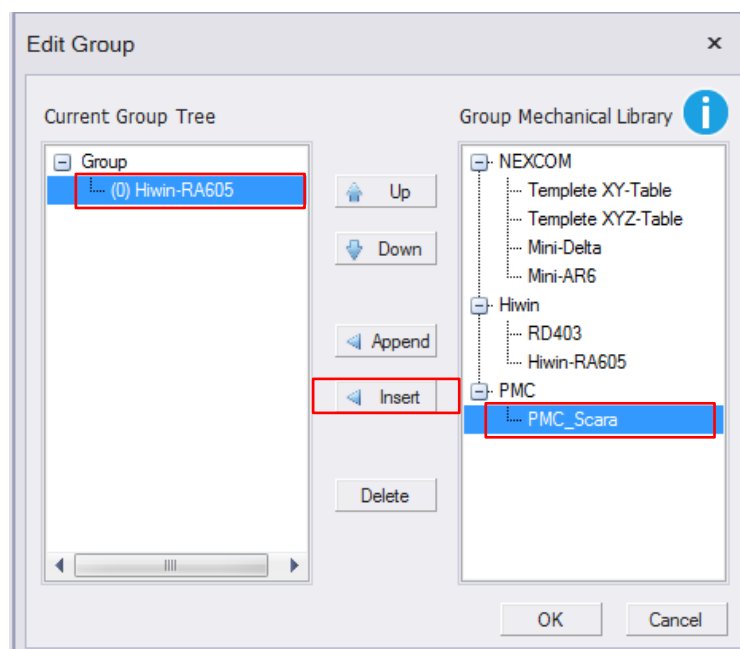 Edit Group
×
Current Group Tree
Group
(0) Hiwin-RA605
Up
Down
Append
Insert
Delete
Group Mechanical Library
i
NEXCOM
Templete XY-Table
Templete XYZ-Table
Mini-Delta
Mini-AR6
Hiwin
RD403
Hiwin-RA605
PMC
PMC_Scara
OK
Cancel